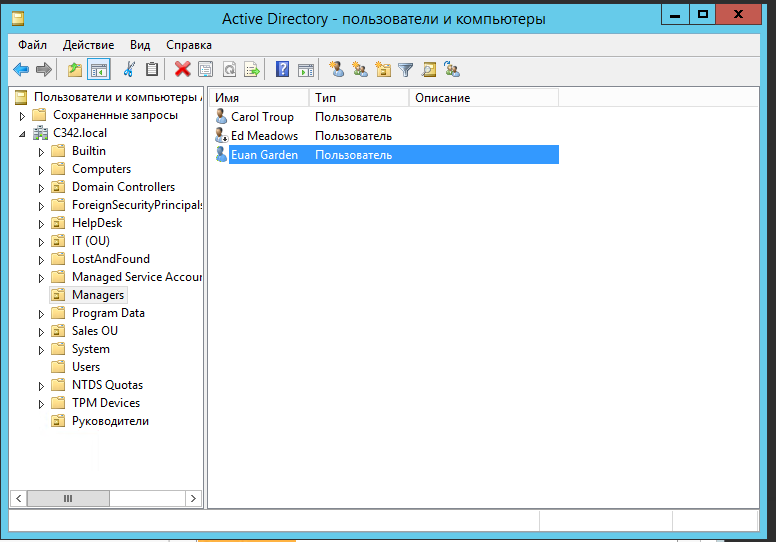 Active Directory - пользователи и компьютеры
Файл Действие Вид Справка
Пользователи и компьютеры
Сохраненные запросы
C342.local
Builtin
Computers
Domain Controllers
ForeignSecurityPrincipals
HelpDesk
IT (OU)
LostAndFound
Managed Service Accour
Managers
Program Data
Sales OU
System
Users
NTDS Quotas
TPM Devices
Руководители
Имя Тип Описание
Carol Troup Пользователь
Ed Meadows Пользователь
Euan Garden Пользователь